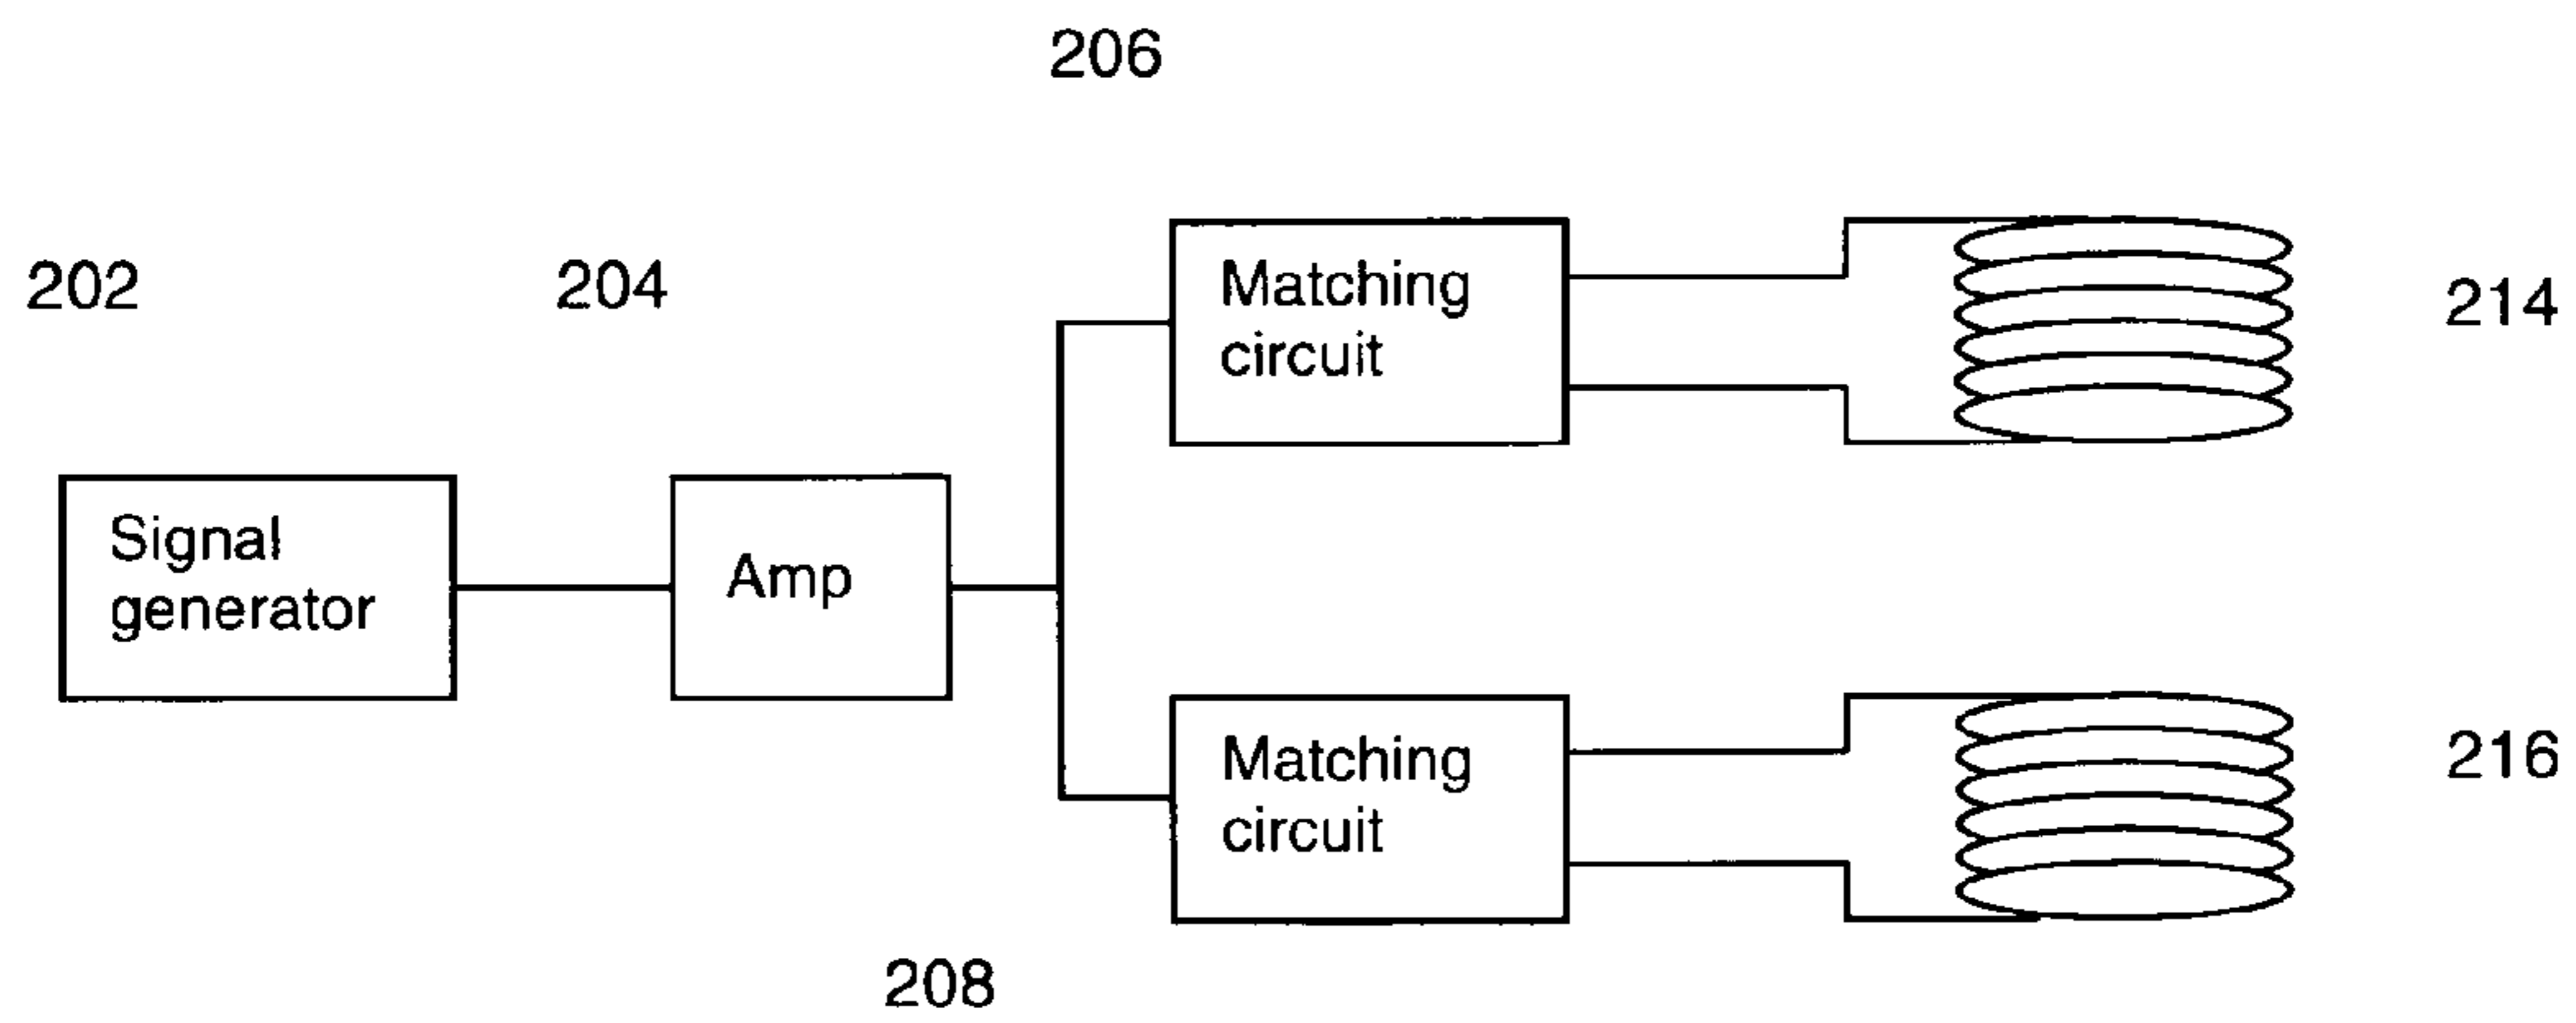 206
202
204
Matching
circuit
214
Signal
generator
Amp
Matching
circuit
216
208